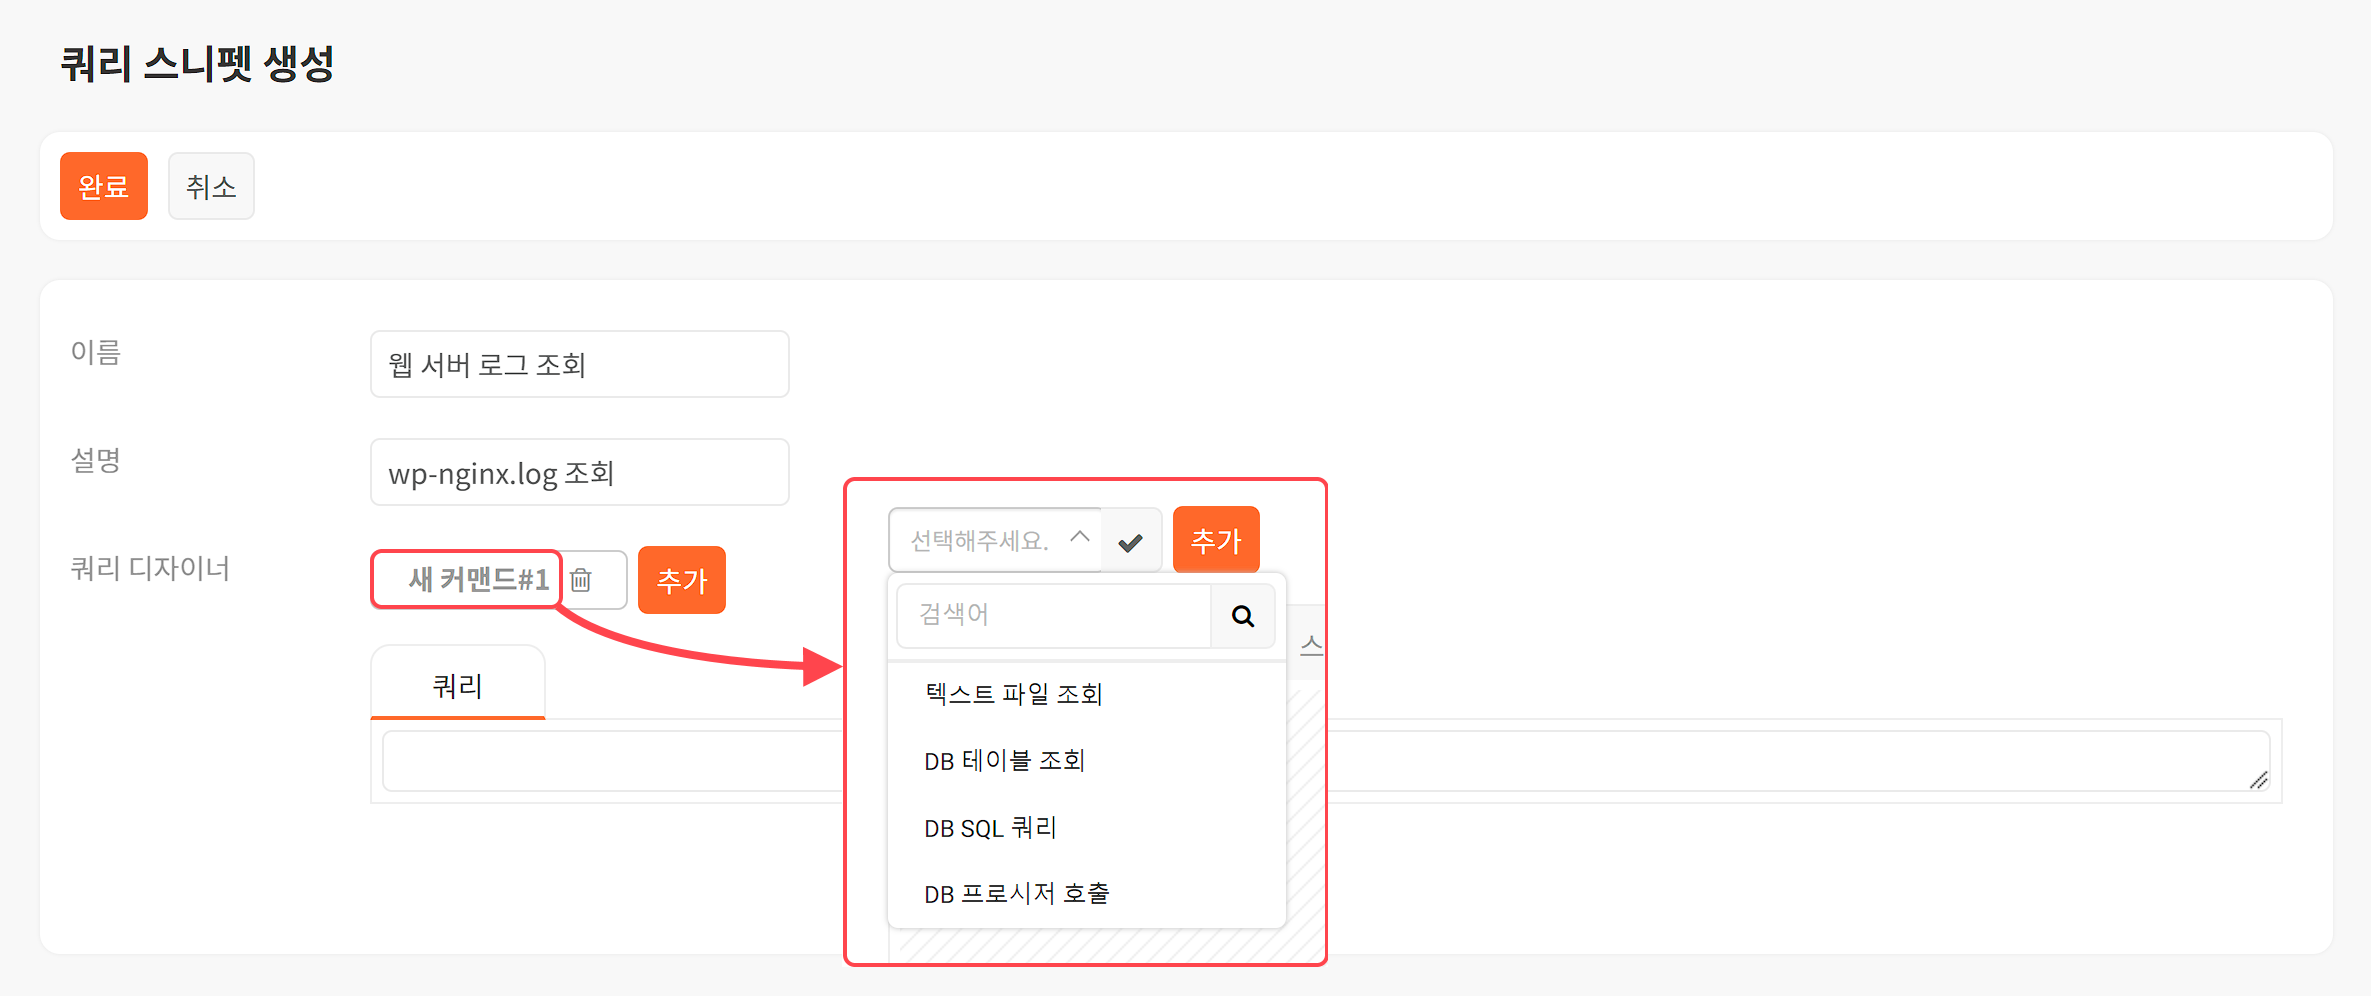 쿼리 스니펫 생성
완료
취소
이름
웹 서버 로그 조회
설명
wp-nginx.log 조회
쿼리 디자이너
새 커맨드#1
추가
쿼리
선택해주세요.
추가
검색어
스
텍스트 파일 조회
DB 테이블 조회
DB SQL 쿼리
DB 프로시저 호출